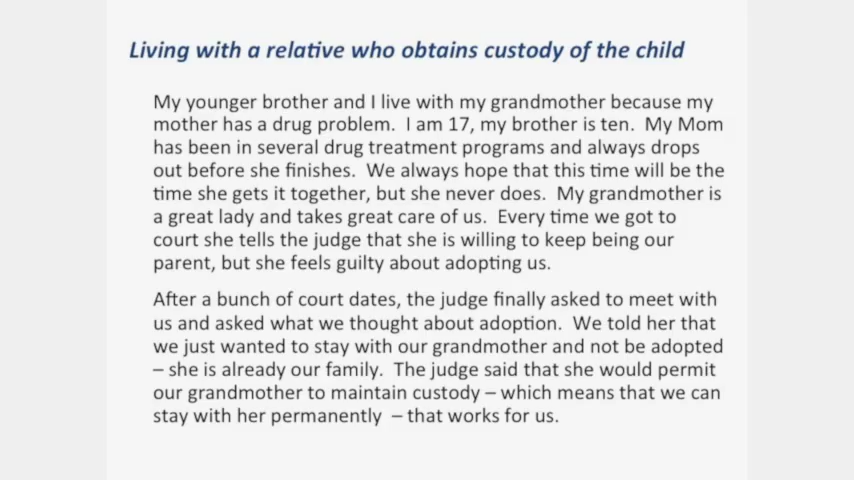 Living with a relative who obtains custody of the child
My younger brother and I live with my grandmother because my
mother has a drug problem.  I am 17, my brother is ten.  My Mom
has been in several drug treatment programs and always drops
out before she finishes.  We always hope that this time will be the
time she gets it together, but she never does.  My grandmother is
a great lady and takes great care of us.  Every time we got to
court she tells the judge that she is willing to keep being our
parent, but she feels guilty about adopting us.
After a bunch of court dates, the judge finally asked to meet with
us and asked what we thought about adoption.  We told her that
we just wanted to stay with our grandmother and not be adopted
– she is already our family.  The judge said that she would permit
our grandmother to maintain custody – which means that we can
stay with her permanently  – that works for us.